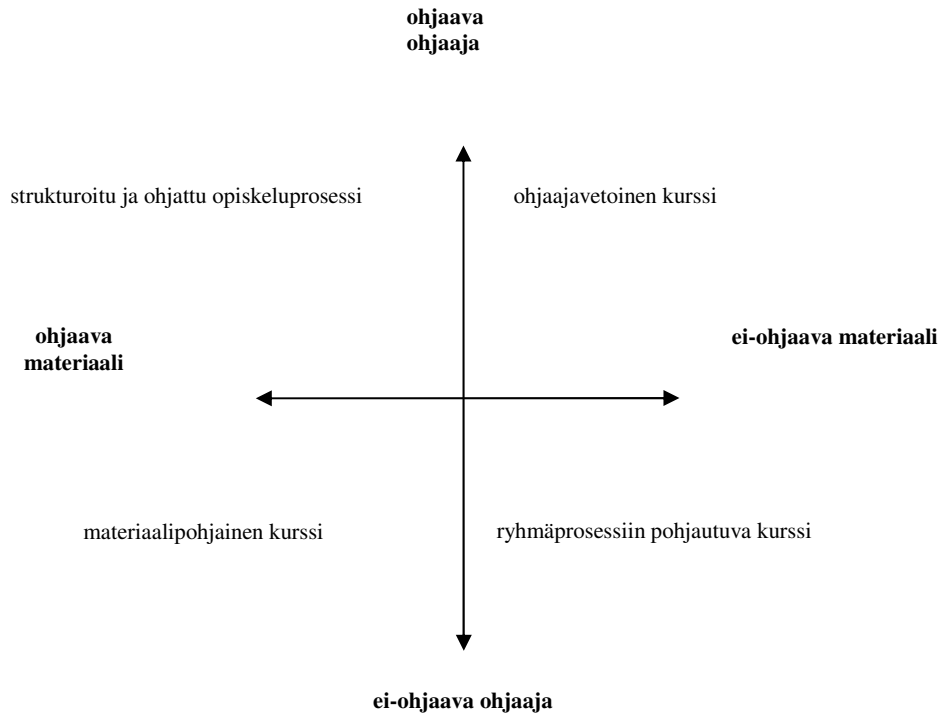 ohjaava
ohjaaja
strukturoitu ja ohjattu opiskeluprosessi
ohjaajavetoinen kurssi
ohjaava
materiaali
ei-ohjaava materiaali
materiaalipohjainen kurssi
ryhmäprosessiin pohjautuva kurssi
ei-ohjaava ohjaaja